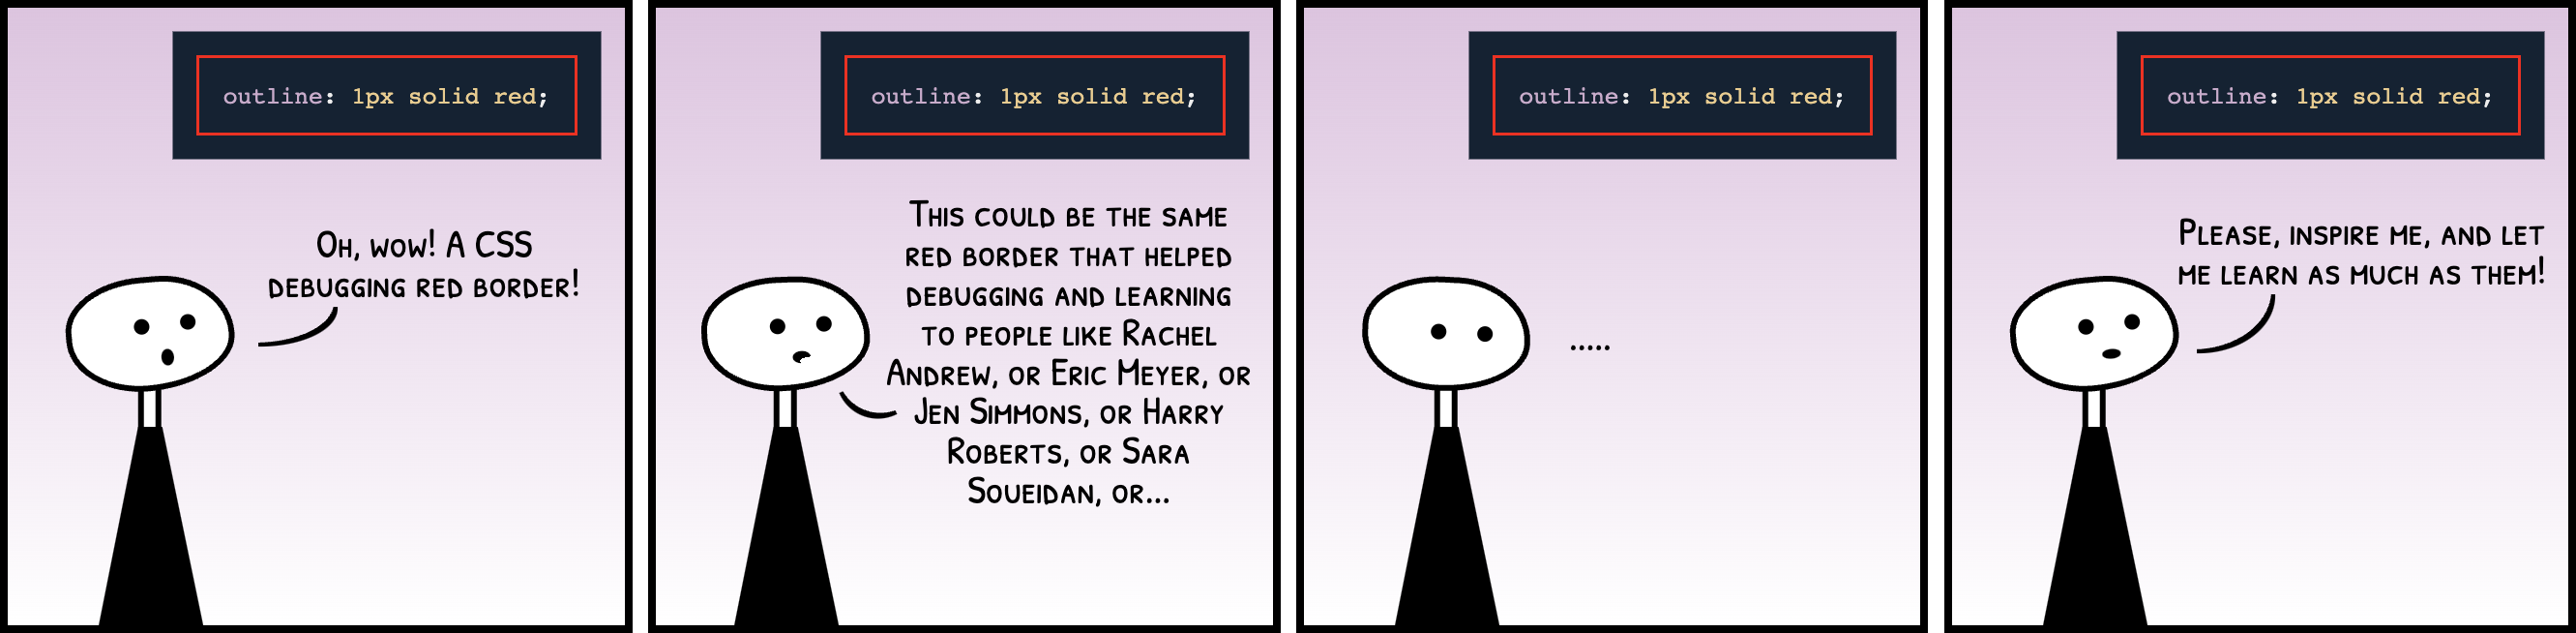 outline: 1px solid red;
Oh, wow! A CSS
debugging red border!
outline: 1px solid red;
This could be the same
red border that helped
debugging and learning
to people like Rachel
Andrew, or Eric Meyer, or
Jen Simmons, or Harry
Roberts, or Sara
Soueidan, or...
outline: 1px solid red;
.....
outline: 1px solid red;
Please, inspire me, and let
me learn as much as them!